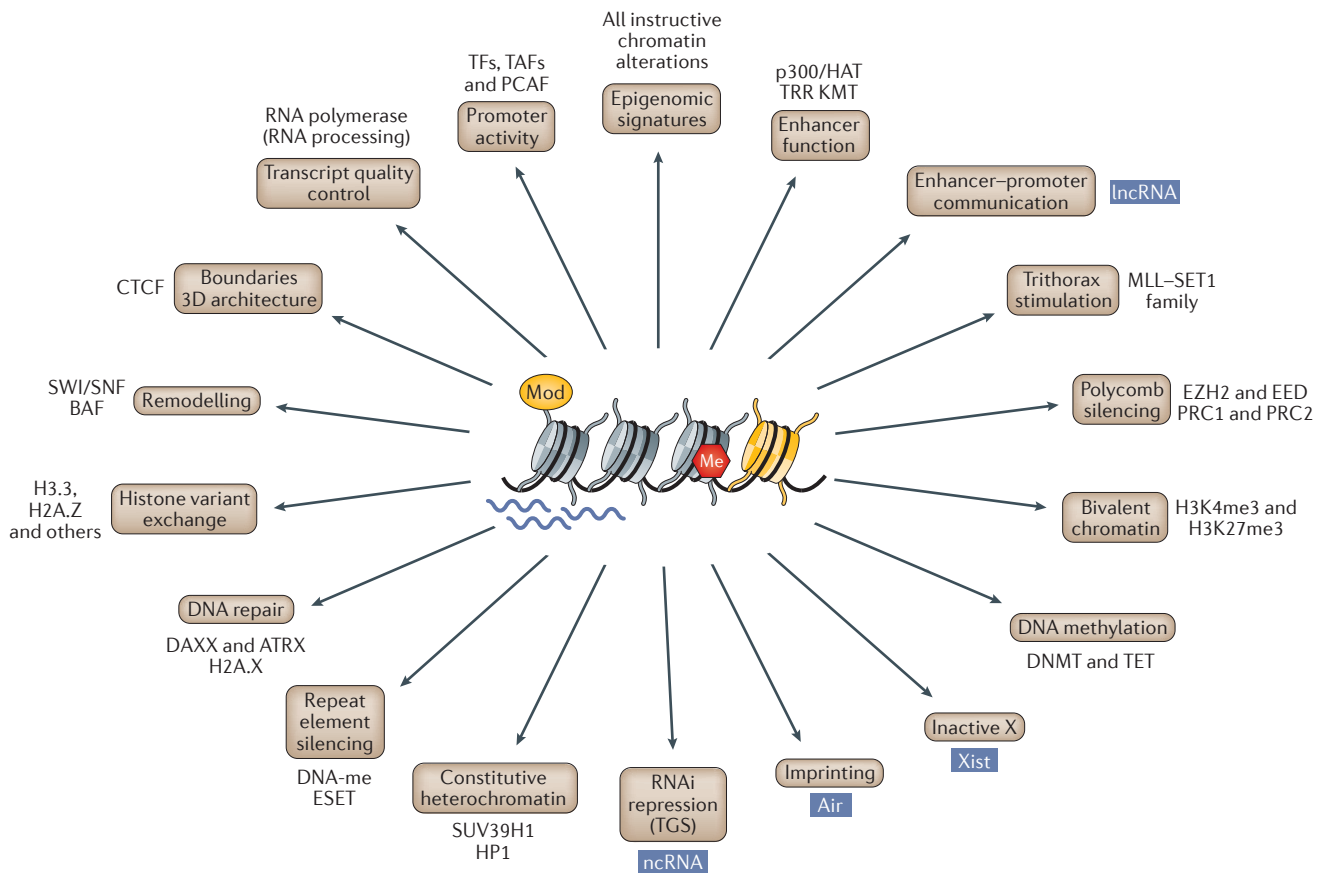 All instructive
chromatin
alterations
Epigenomic
signatures
TFs, TAFs
and PCAF
Promoter
activity
p300/HAT
TRR KMT
Enhancer
function
RNA polymerase
(RNA processing)
Transcript quality
control
Enhancer–promoter
communication
lncRNA
CTCF
Boundaries
3D architecture
Trithorax
stimulation
MLL–SET1
family
SWI/SNF
BAF
Remodelling
Mod
Me
Polycomb
silencing
EZH2 and EED
PRC1 and PRC2
H3.3,
H2A.Z
and others
Histone variant
exchange
Bivalent
chromatin
H3K4me3 and
H3K27me3
DNA repair
DAXX and ATRX
H2A.X
DNA methylation
DNMT and TET
Repeat
element
silencing
DNA-me
ESET
Constitutive
heterochromatin
SUV39H1
HP1
RNAi
repression
(TGS)
ncRNA
Imprinting
Air
Inactive X
Xist